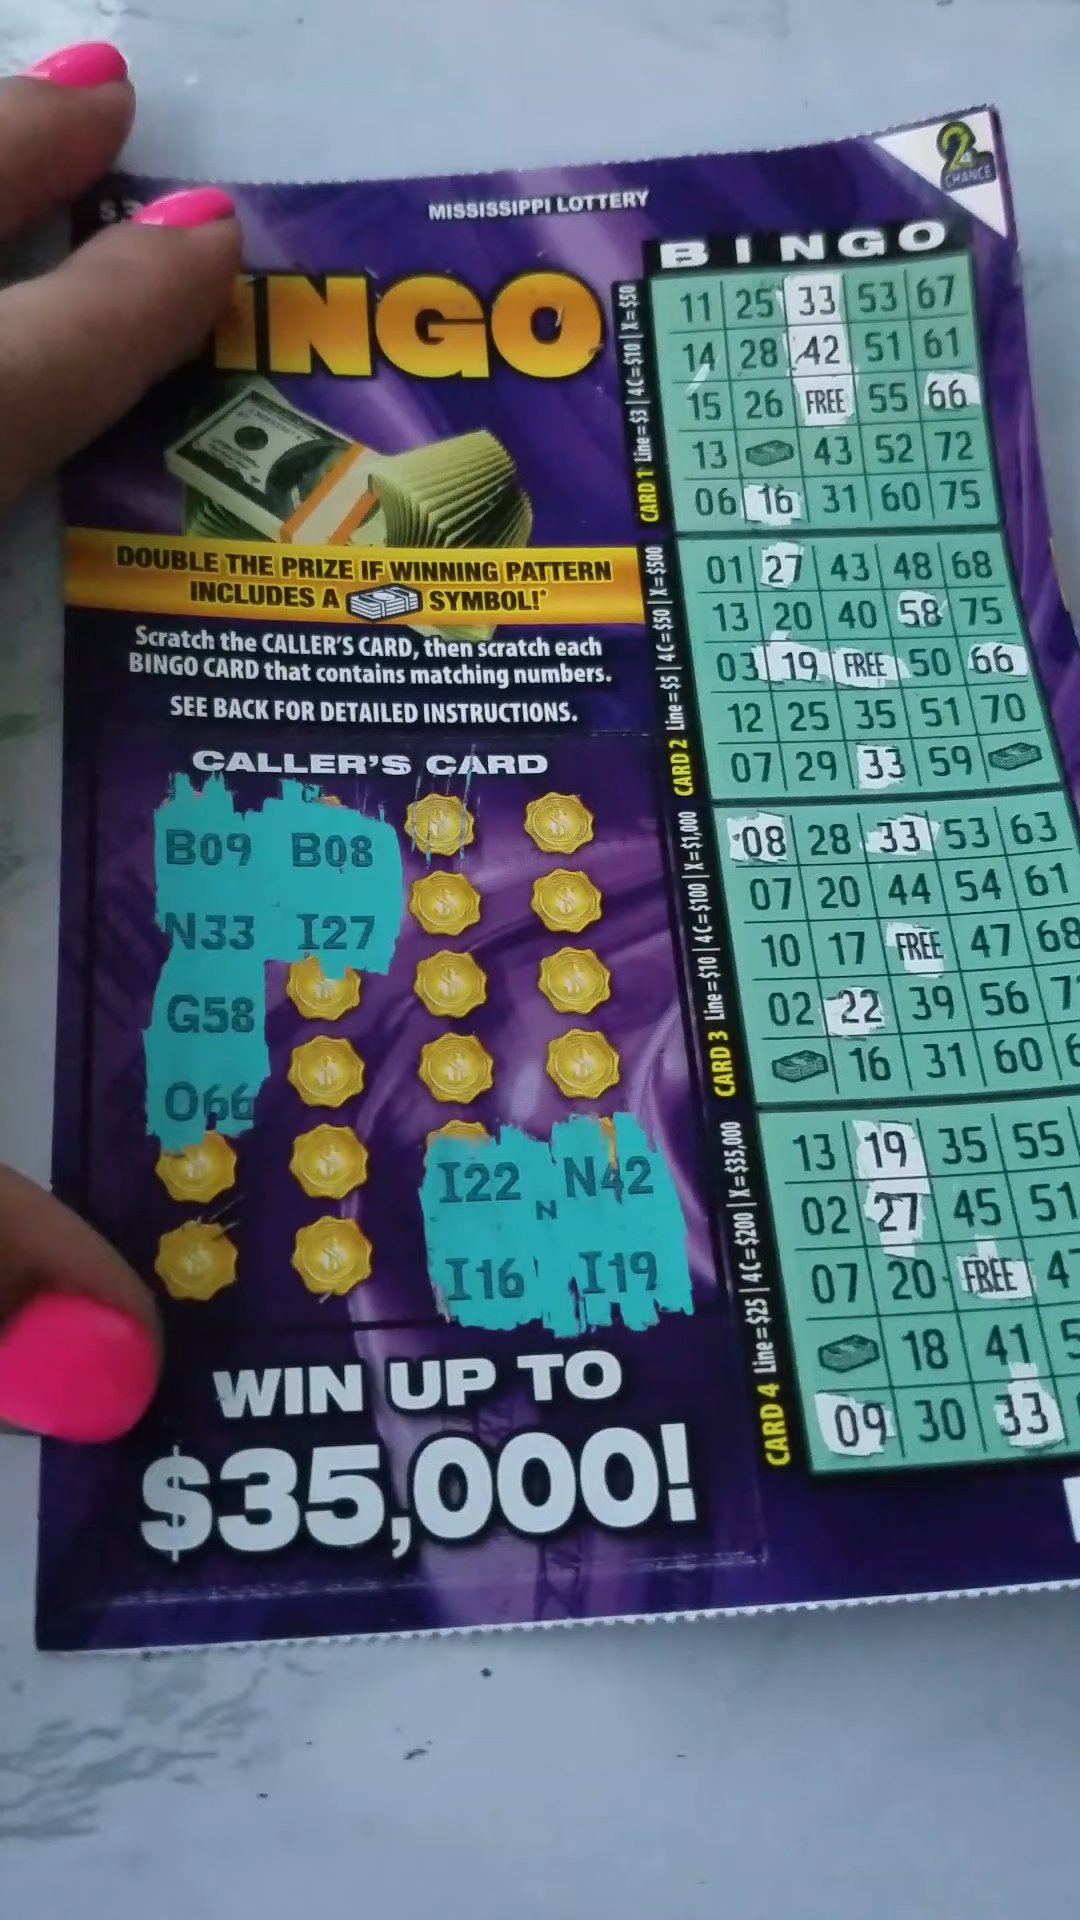 2nd
CHANCE
MISSISSIPPI LOTTERY
INGO
DOUBLE THE PRIZE IF WINNING PATTERN
INCLUDES A SYMBOL!*
Scratch the CALLER'S CARD, then scratch each
BINGO CARD that contains matching numbers.
SEE BACK FOR DETAILED INSTRUCTIONS.
CALLER'S CARD
B09 B08
N33 I27
G58
O66
I22 N42
N
I16 I19
WIN UP TO
$35,000!
B I N G O
CARD 1 Line=$3 | 4C=$10 | X=$50
11 25 33 53 67
14 28 42 51 61
15 26 FREE 55 66
13 43 52 72
06 16 31 60 75
CARD 2 Line=$5 | 4C=$50 | X=$500
01 27 43 48 68
13 20 40 58 75
03 19 FREE 50 66
12 25 35 51 70
07 29 33 59
CARD 3 Line=$10 | 4C=$100 | X=$1,000
08 28 33 53 63
07 20 44 54 61
10 17 FREE 47 68
02 22 39 56
16 31 60
CARD 4 Line=$25 | 4C=$200 | X=$35,000
13 19 35 55
02 27 45 51
07 20 FREE
18 41
09 30 33